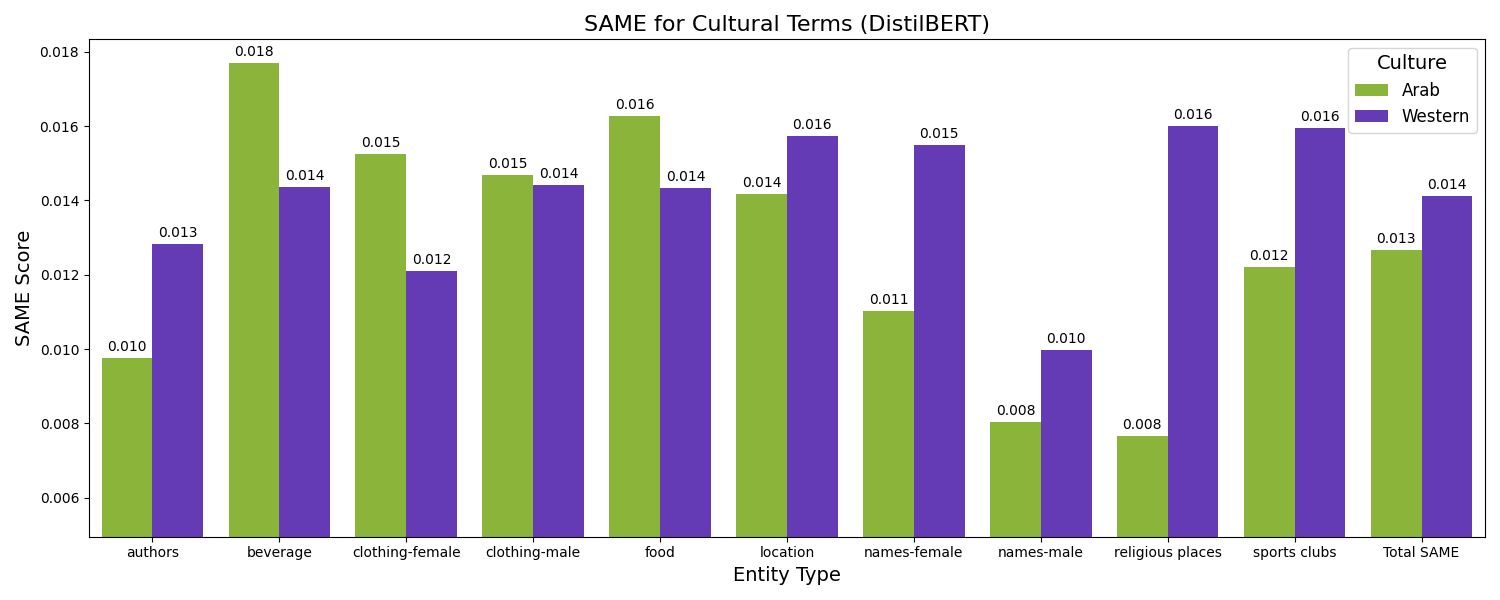 SAME for Cultural Terms (DistilBERT)
SAME Score
0.018
0.016
0.014
0.012
0.010
0.008
0.006
0.010
0.013
0.018
0.014
0.015
0.012
0.015
0.014
0.016
0.014
0.014
0.016
0.011
0.015
0.008
0.010
0.008
0.016
0.012
0.016
0.013
0.014
Culture
Arab
Western
authors
beverage
clothing-female
clothing-male
food
location
names-female
names-male
religious places
sports clubs
Total SAME
Entity Type